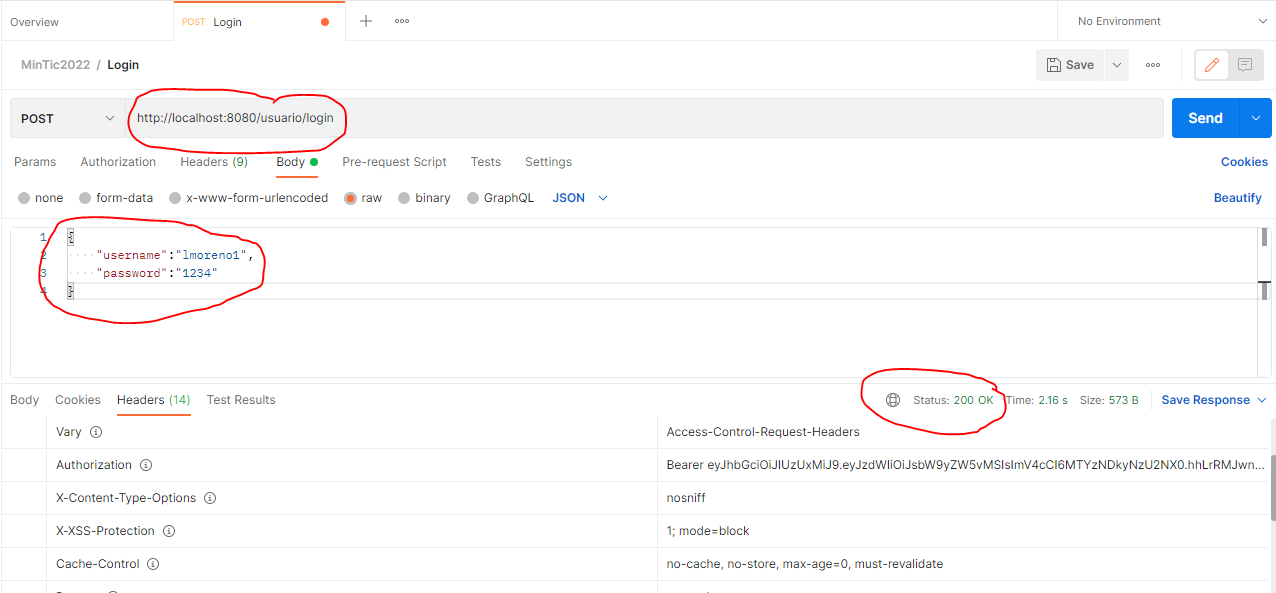 Overview
POST Login
No Environment
MinTic2022 / Login
Save
POST
http://localhost:8080/usuario/login
Send
Params Authorization Headers (9) Body Pre-request Script Tests Settings Cookies
none form-data x-www-form-urlencoded raw binary GraphQL JSON Beautify
1 {
2 "username":"lmoreno1",
3 "password":"1234"
4 }
Body Cookies Headers (14) Test Results Status: 200 OK Time: 2.16 s Size: 573 B Save Response
Vary Access-Control-Request-Headers
Authorization Bearer eyJhbGciOiJIUzUxMiJ9.eyJzdWIiOiJsbW9yZW5vMSIsImV4cCI6MTYzNDkyNzU2NX0.hhLrRMJwn...
X-Content-Type-Options nosniff
X-XSS-Protection 1; mode=block
Cache-Control no-cache, no-store, max-age=0, must-revalidate